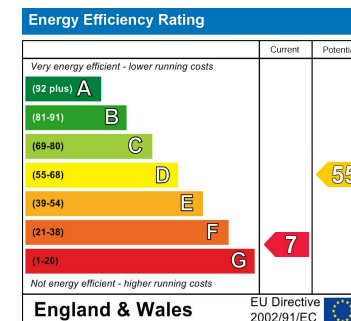 Energy Efficiency Rating
Current
Potenti
Very energy efficient - lower running costs
(92 plus) A
(81-91) B
(69-80) C
(55-68) D
55
(39-54) E
(21-38) F
7
(1-20) G
Not energy efficient - higher running costs
England & Wales
EU Directive
2002/91/EC